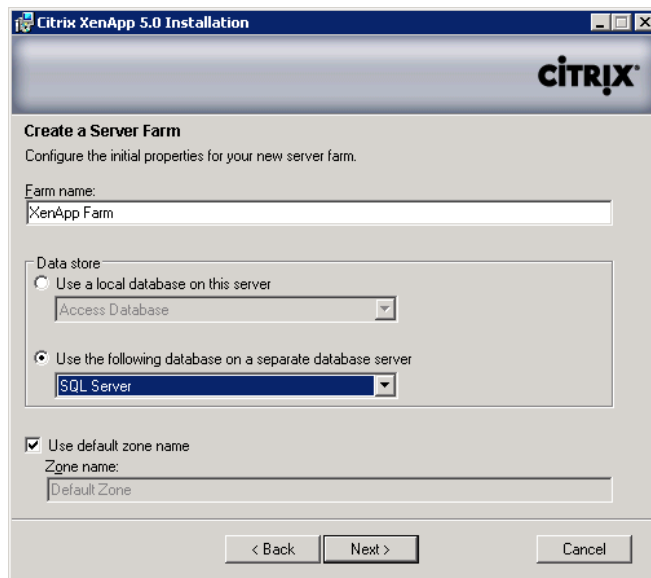 Citrix XenApp 5.0 Installation
CİTRIX
Create a Server Farm
Configure the initial properties for your new server farm.
Farm name:
XenApp Farm
Data store
Use a local database on this server
Access Database
Use the following database on a separate database server
SQL Server
Use default zone name
Zone name:
Default Zone
< Back Next > Cancel